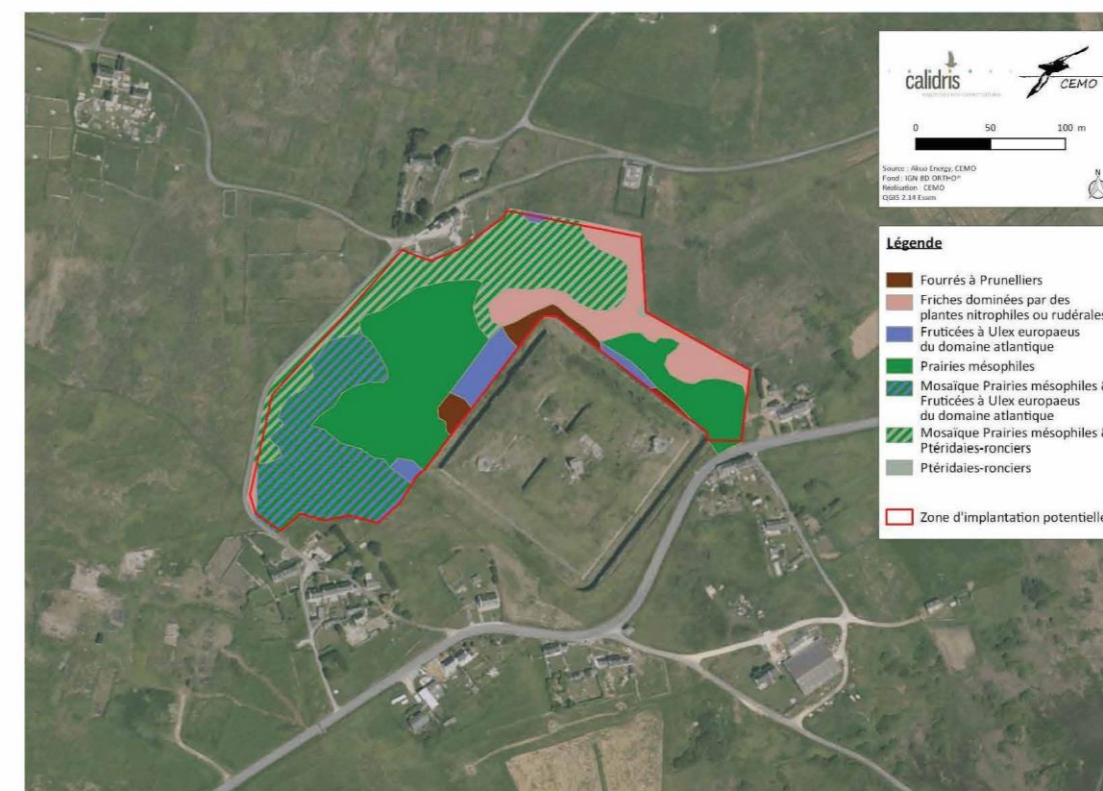 calidris
CEMO
0 50 100 m
Source : Akuo Energy, CEMO
Fond : IGN BD ORTHO®
Réalisation : CEMO
QGIS 2.14 Essen
N
Légende
Fourrés à Prunelliers
Friches dominées par des
plantes nitrophiles ou rudérales
Fruticées à Ulex europaeus
du domaine atlantique
Prairies mésophiles
Mosaïque Prairies mésophiles &
Fruticées à Ulex europaeus
du domaine atlantique
Mosaïque Prairies mésophiles &
Ptéridaies-ronciers
Ptéridaies-ronciers
Zone d'implantation potentielle